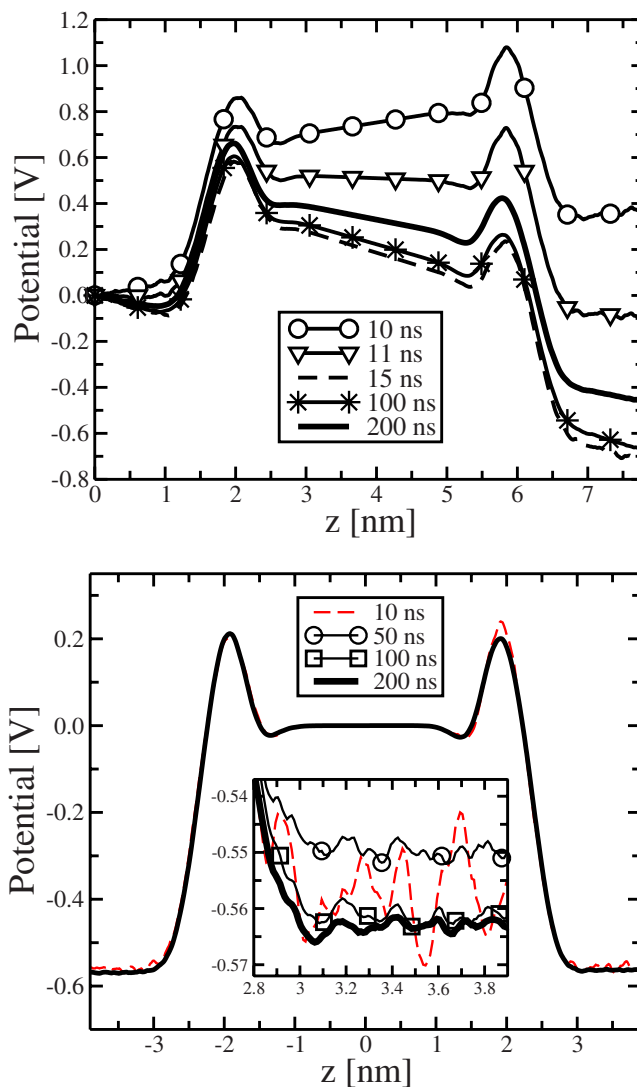 1.2
1.0
0.8
0.6
0.4
0.2
0.0
-0.2
-0.4
-0.6
-0.8
Potential [V]
10 ns
11 ns
15 ns
100 ns
200 ns
0 1 2 3 4 5 6 7
z [nm]
0.2
0.0
-0.2
-0.4
-0.6
Potential [V]
10 ns
50 ns
100 ns
200 ns
-0.54
-0.55
-0.56
-0.57
2.8 3 3.2 3.4 3.6 3.8
-3 -2 -1 0 1 2 3
z [nm]